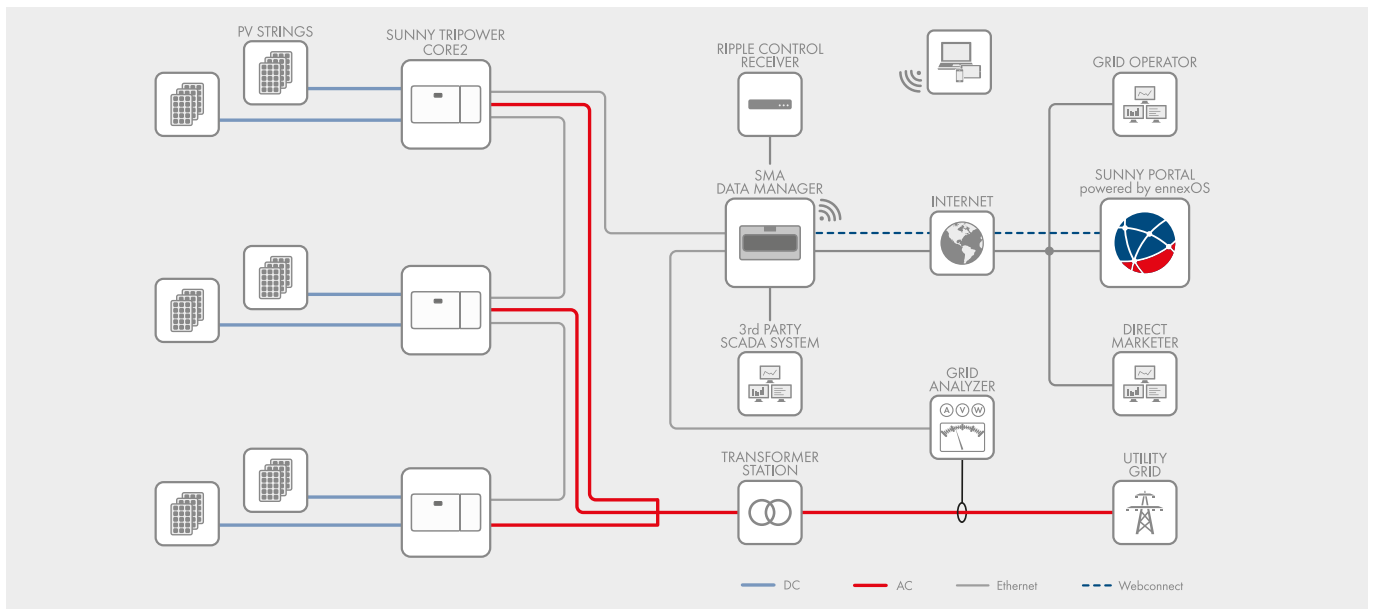 PV STRINGS
SUNNY TRIPOWER
CORE2
RIPPLE CONTROL
RECEIVER
GRID OPERATOR
SMA
DATA MANAGER
INTERNET
SUNNY PORTAL
powered by ennexOS
3rd PARTY
SCADA SYSTEM
DIRECT
MARKETER
GRID
ANALYZER
A V W
TRANSFORMER
STATION
UTILITY
GRID
DC
AC
Ethernet
Webconnect